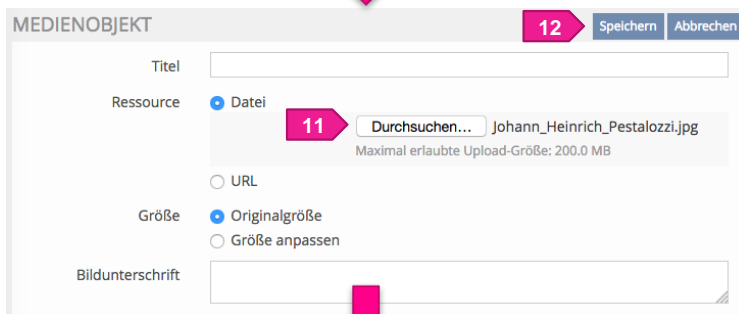 MEDIENOBJEKT 12 Speichern Abbrechen
Titel
Ressource Datei
11 Durchsuchen... Johann_Heinrich_Pestalozzi.jpg
Maximal erlaubte Upload-Größe: 200.0 MB
URL
Größe Originalgröße
Größe anpassen
Bildunterschrift